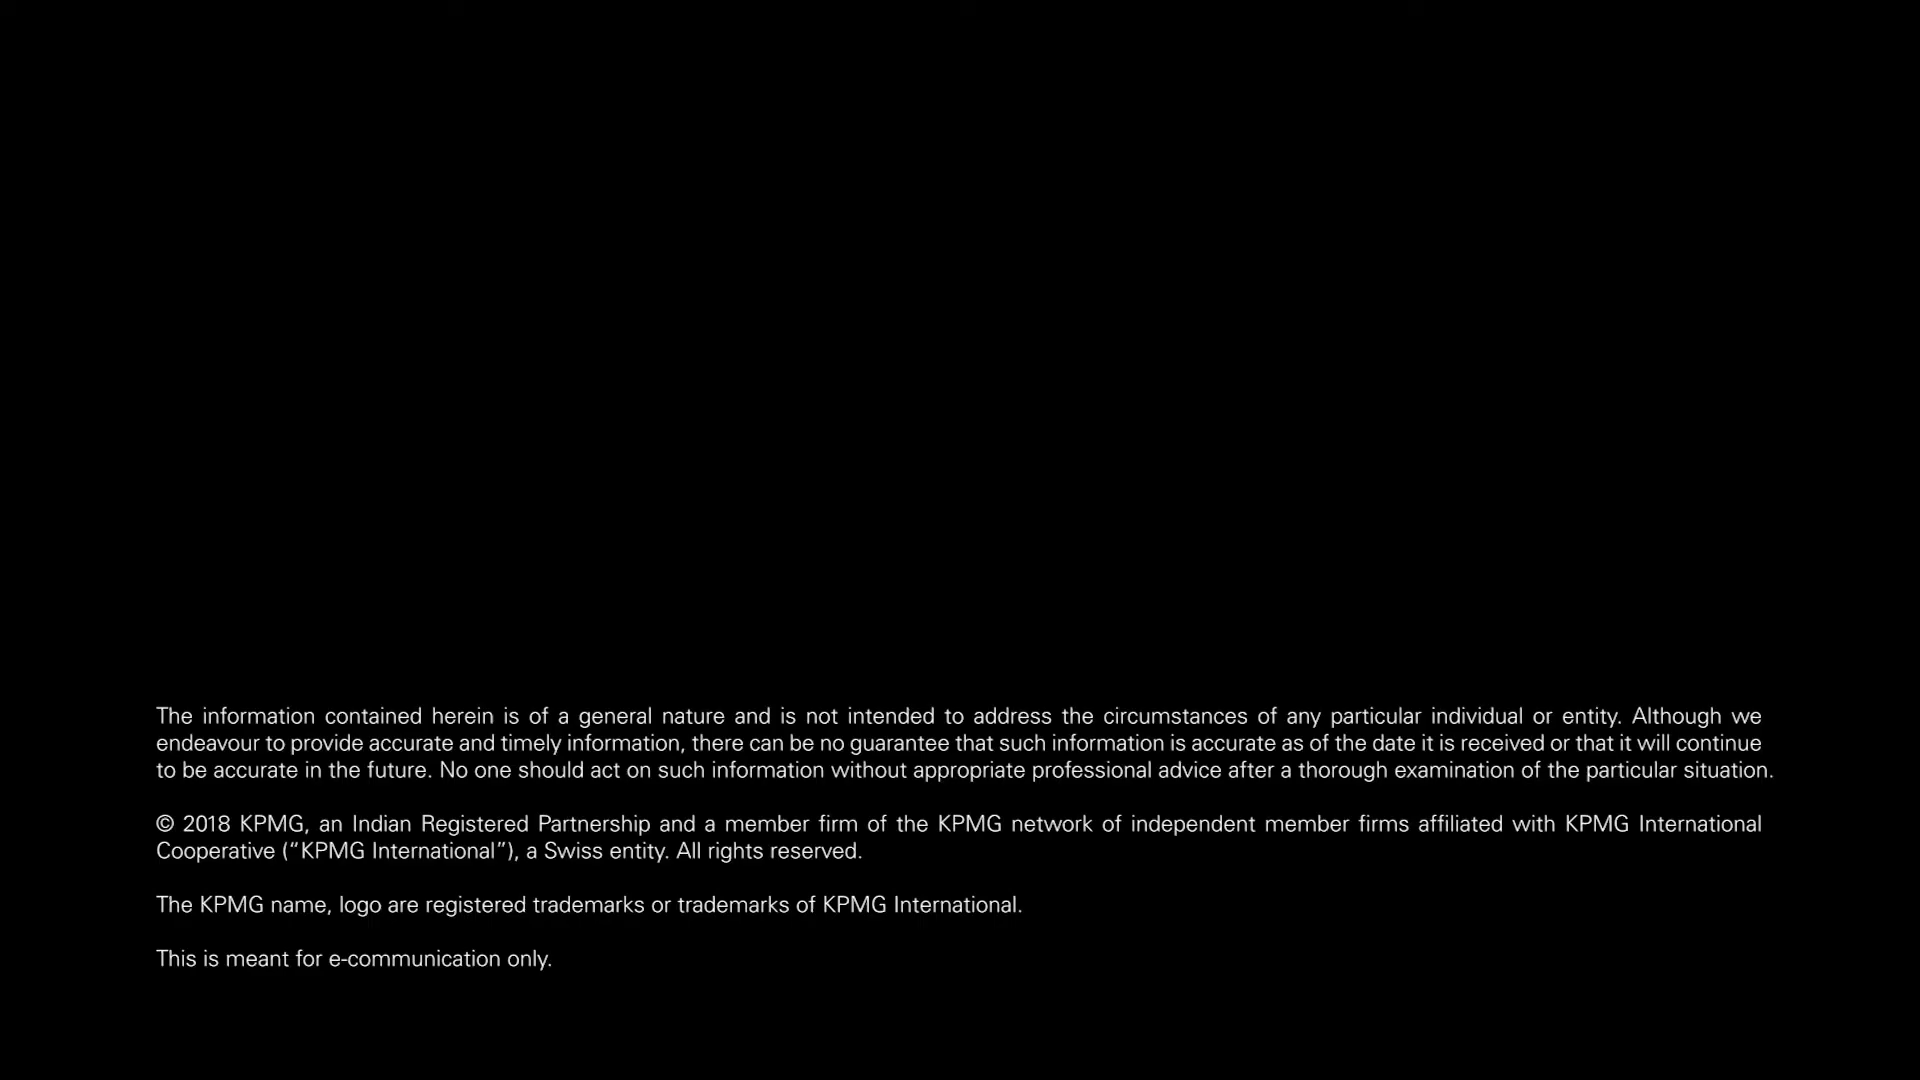 The information contained herein is of a general nature and is not intended to address the circumstances of any particular individual or entity. Although we
endeavour to provide accurate and timely information, there can be no guarantee that such information is accurate as of the date it is received or that it will continue
to be accurate in the future. No one should act on such information without appropriate professional advice after a thorough examination of the particular situation.
© 2018 KPMG, an Indian Registered Partnership and a member firm of the KPMG network of independent member firms affiliated with KPMG International
Cooperative (“KPMG International”), a Swiss entity. All rights reserved.
The KPMG name, logo are registered trademarks or trademarks of KPMG International.
This is meant for e-communication only.